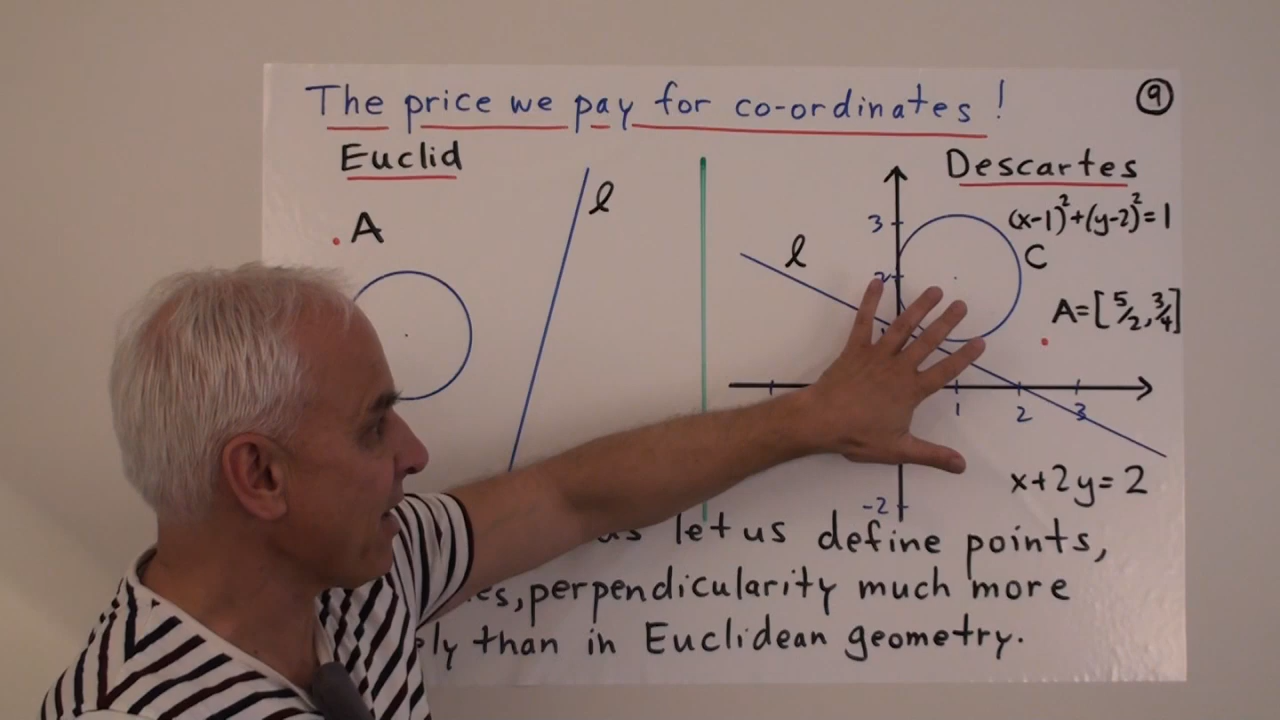 The price we pay for co-ordinates!
9
Euclid
A
l
Descartes
(x-1)²+(y-2)²=1
C
A=[5/2,3/4]
l
3
2
1 2 3
-2
x+2y=2
let us define points,
perpendicularity much more
than in Euclidean geometry.